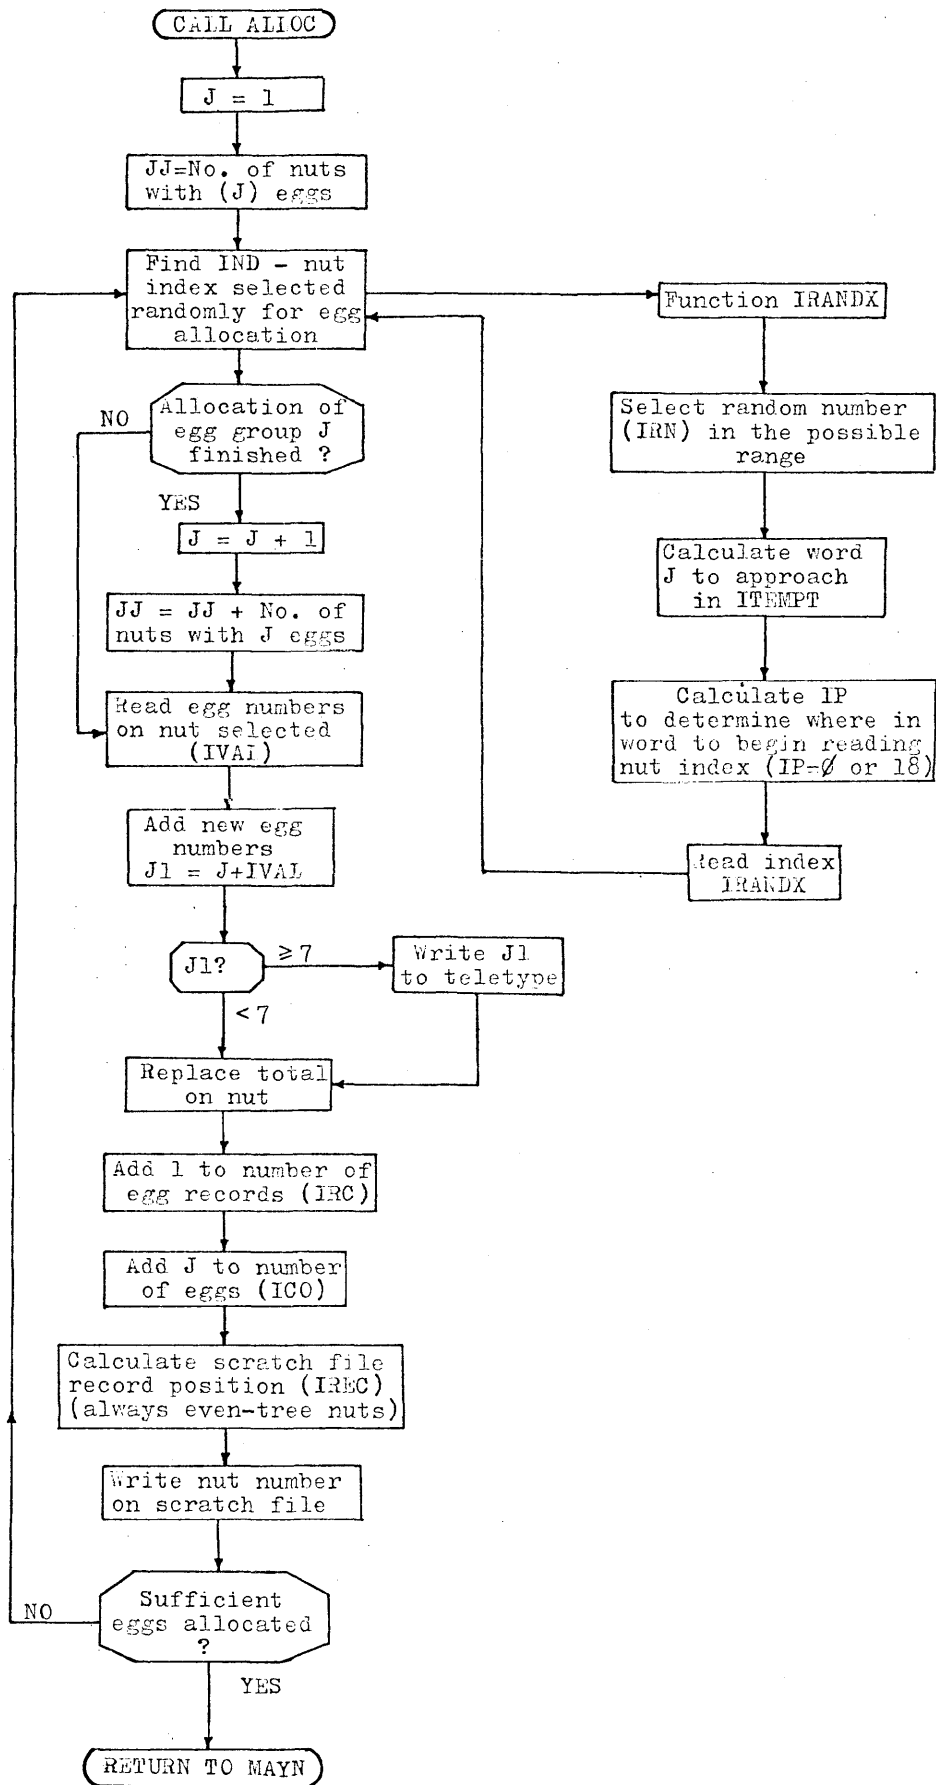 CALL ALLOC
J = 1
JJ=No. of nuts
with (J) eggs
Find IND - nut
index selected
randomly for egg
allocation
Allocation of
egg group J
finished ?
NO
YES
J = J + 1
JJ = JJ + No. of
nuts with J eggs
Read egg numbers
on nut selected
(IVAL)
Add new egg
numbers
J1 = J+IVAL
J1?
≥7
<7
Write J1
to teletype
Replace total
on nut
Add 1 to number of
egg records (IRC)
Add J to number
of eggs (ICO)
Calculate scratch file
record position (IREC)
(always even-tree nuts)
Write nut number
on scratch file
Sufficient
eggs allocated
?
NO
YES
RETURN TO MAYN
Function IRANDX
Select random number
(IRN) in the possible
range
Calculate word
J to approach
in ITEMPT
Calculate IP
to determine where in
word to begin reading
nut index (IP=Ø or 18)
Read index
IRANDX